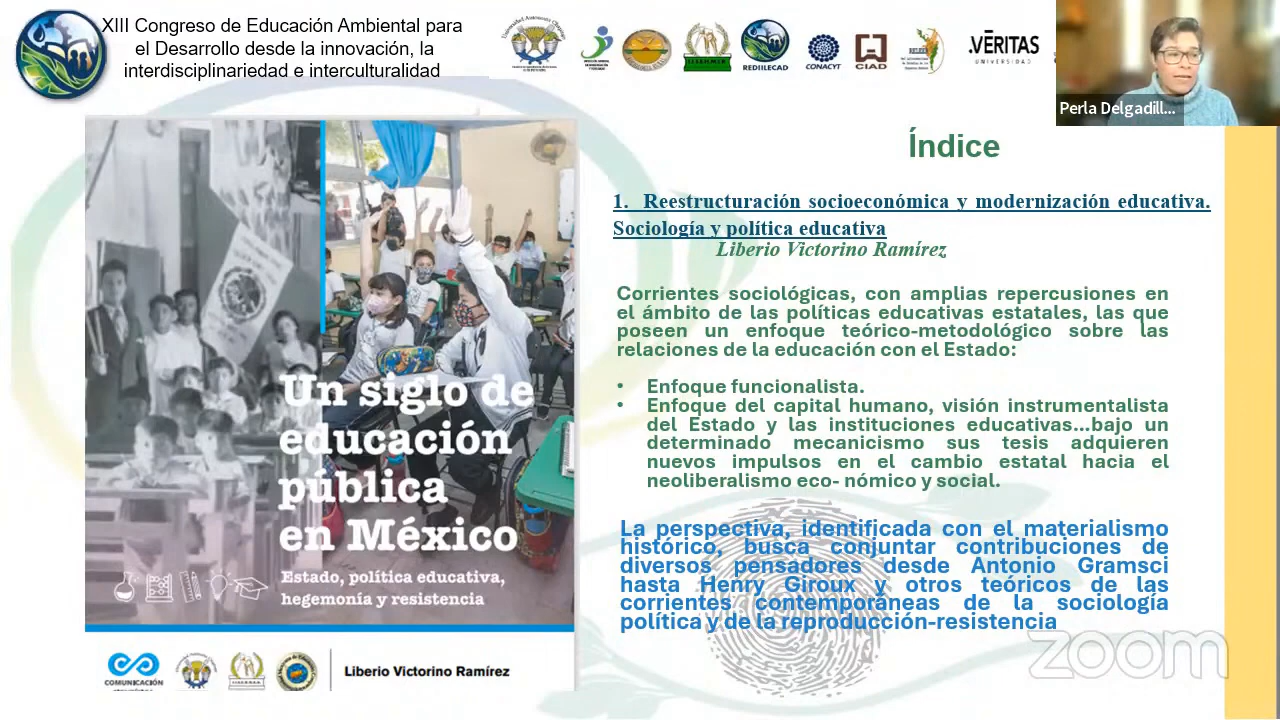 XIII Congreso de Educación Ambiental para
el Desarrollo desde la innovación, la
interdisciplinariedad e interculturalidad
REDIILECAD
CONACYT
CIAD
.VĒRITAS
UNIVERSIDAD
Perla Delgadill...
Un siglo de
educación
pública
en México
Estado, política educativa,
hegemonía y resistencia
COMUNICACIÓN
Liberio Victorino Ramírez
Índice
1. Reestructuración socioeconómica y modernización educativa.
Sociología y política educativa
Liberio Victorino Ramírez
Corrientes sociológicas, con amplias repercusiones en
el ámbito de las políticas educativas estatales, las que
poseen un enfoque teórico-metodológico sobre las
relaciones de la educación con el Estado:
• Enfoque funcionalista.
• Enfoque del capital humano, visión instrumentalista
del Estado y las instituciones educativas...bajo un
determinado mecanicismo sus tesis adquieren
nuevos impulsos en el cambio estatal hacia el
neoliberalismo eco- nómico y social.
La perspectiva, identificada con el materialismo
histórico, busca conjuntar contribuciones de
diversos pensadores desde Antonio Gramsci
hasta Henry Giroux y otros teóricos de las
corrientes contemporáneas de la sociología
política y de la reproducción-resistencia
zoom